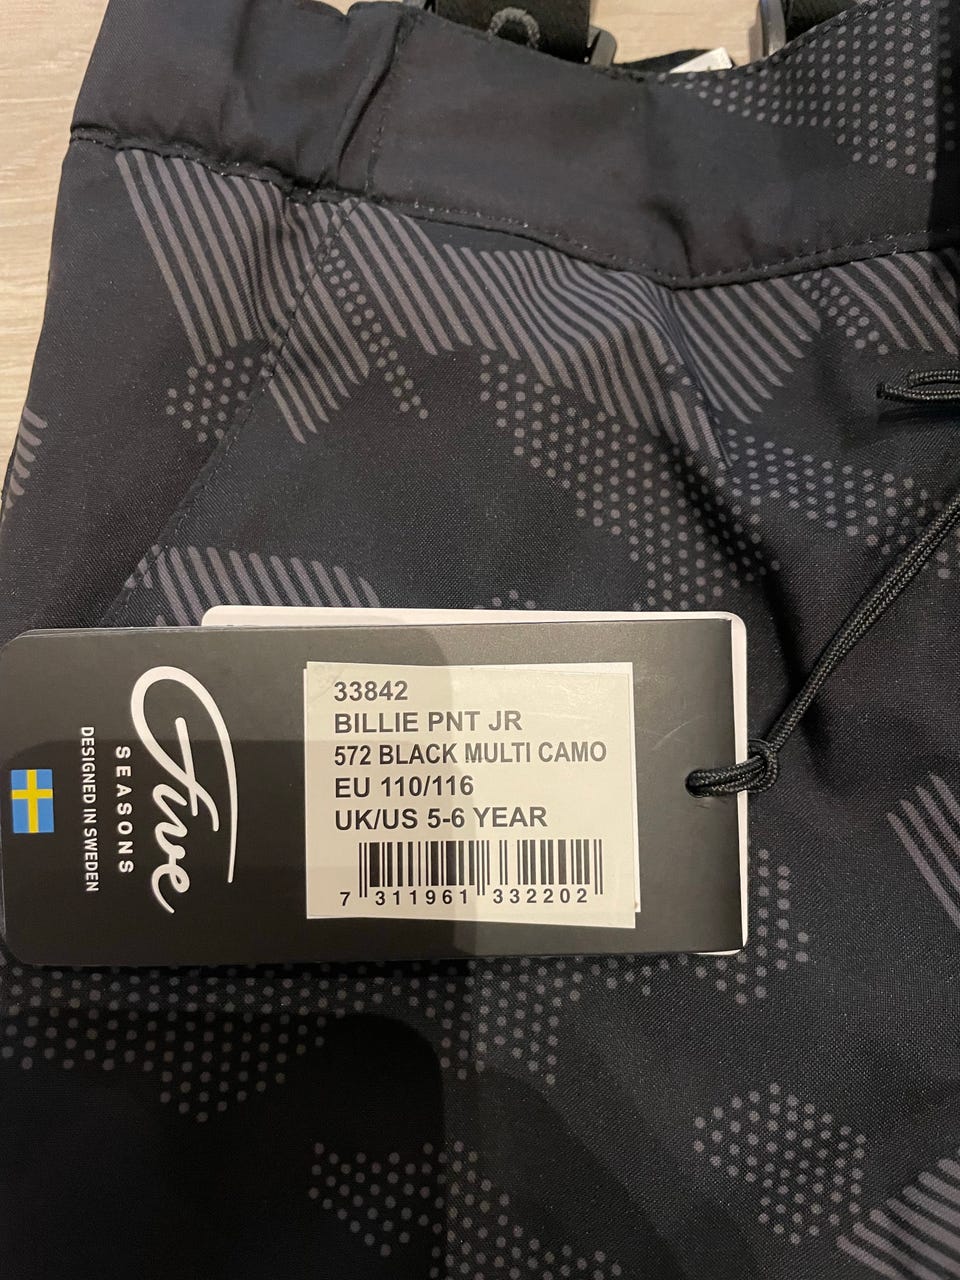 Five
SEASONS
DESIGNED IN SWEDEN
33842
BILLIE PNT JR
572 BLACK MULTI CAMO
EU 110/116
UK/US 5-6 YEAR
7 311961 332202